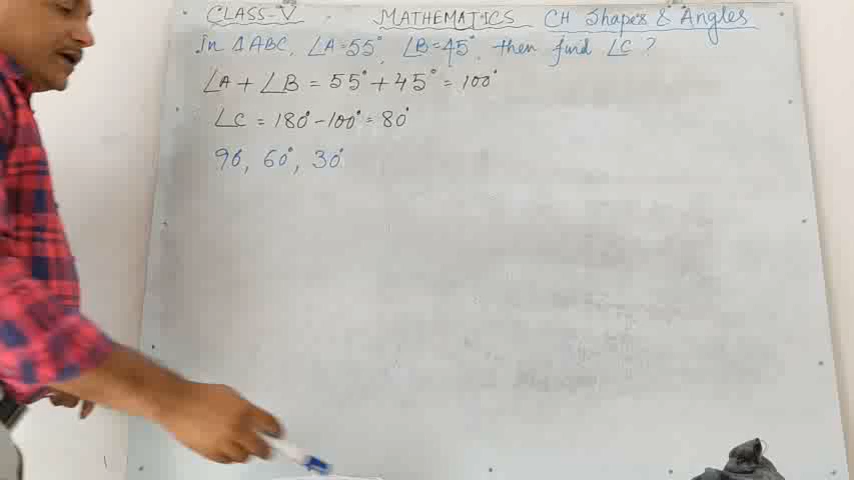 CLASS-V MATHEMATICS CH Shapes & Angles
In ΔABC, ∠A=55°, ∠B=45°, then find ∠C ?
∠A + ∠B = 55° + 45° = 100°
∠C = 180° - 100° = 80°
90°, 60°, 30°